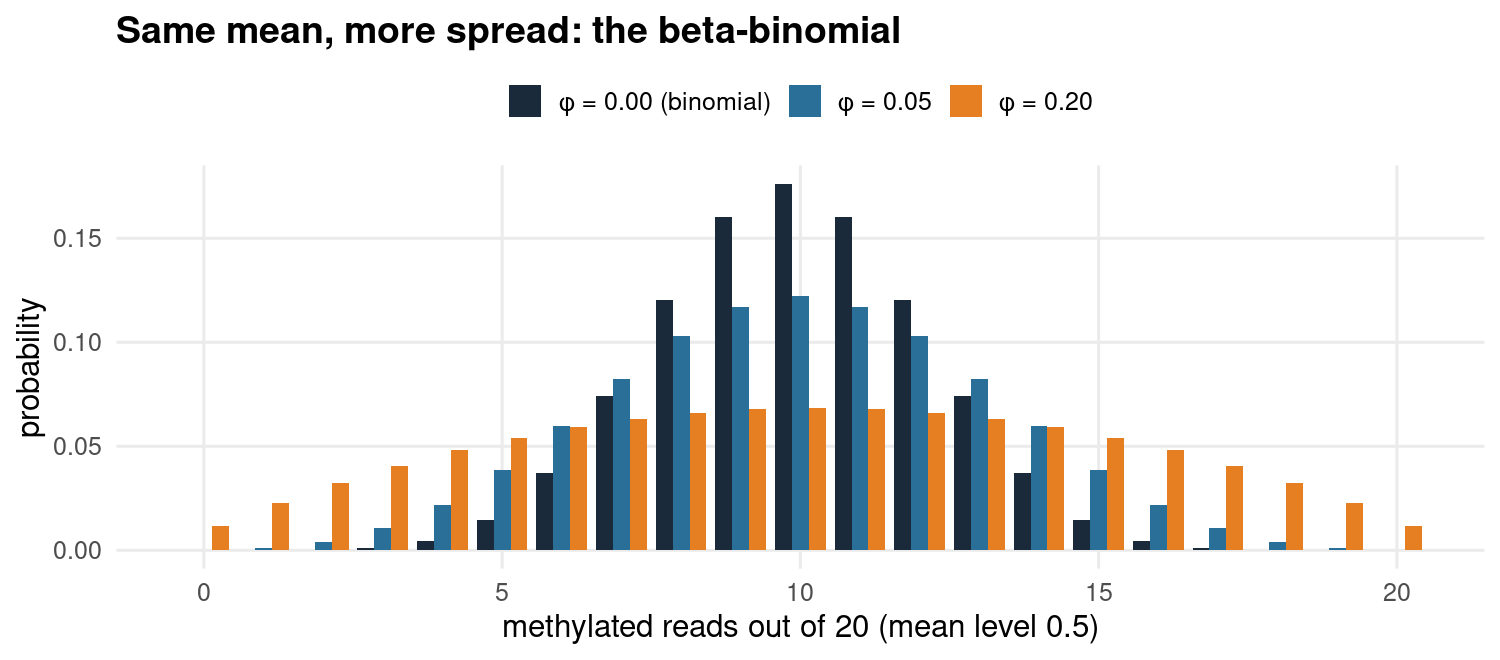 Same mean, more spread: the beta-binomial
φ = 0.00 (binomial) φ = 0.05 φ = 0.20
0.15
0.10
0.05
0.00
probability
0 5 10 15 20
methylated reads out of 20 (mean level 0.5)